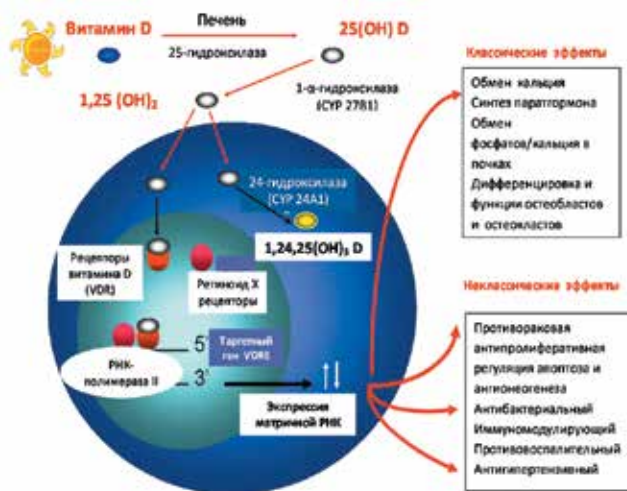 Витамин D
Печень
25(OH) D
25-гидроксилаза
1,25 (OH)₂
1-α-гидроксилаза
(CYP 27B1)
24-гидроксилаза
(CYP 24A1)
1,24,25(OH)₃ D
Рецепторы
витамина D
(VDR)
Ретиноид X
рецепторы
5'
Таргетный
ген VDRE
РНК-
полимераза II
3'
Экспрессия
матричной РНК
Классические эффекты
Обмен кальция
Синтез паратгормона
Обмен
фосфатов/кальция в
почках
Дифференцировка и
функции остеобластов
и остеокластов
Неклассические эффекты
Противораковая
антипролиферативная
регуляция апоптоза и
ангионеогенеза
Антибактериальный
Иммуномодулирующий
Противовоспалительный
Антигипертензивный